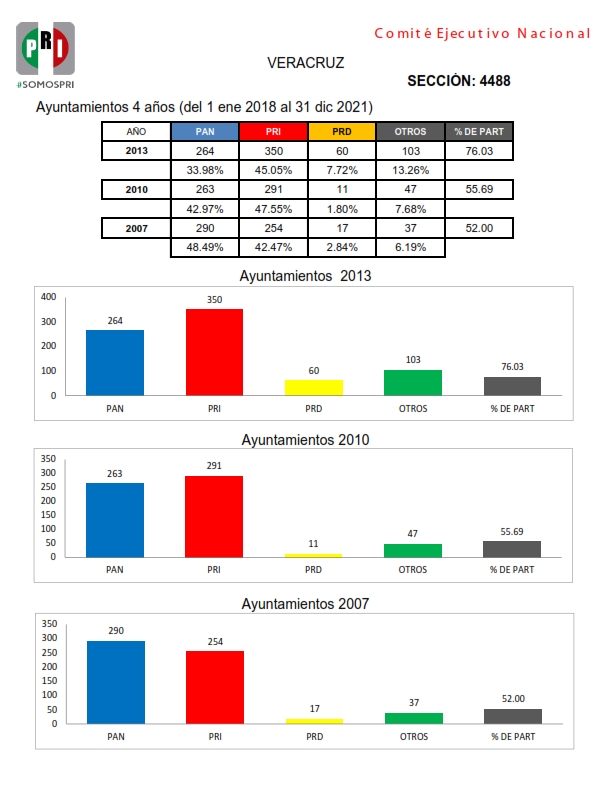 Comité Ejecutivo Nacional
PRI
#SOMOSPRI
VERACRUZ
SECCIÓN: 4488
Ayuntamientos 4 años (del 1 ene 2018 al 31 dic 2021)
AÑO PAN PRI PRD OTROS % DE PART
2013 264 350 60 103 76.03
33.98% 45.05% 7.72% 13.26%
2010 263 291 11 47 55.69
42.97% 47.55% 1.80% 7.68%
2007 290 254 17 37 52.00
48.49% 42.47% 2.84% 6.19%
Ayuntamientos 2013
400
300
200
100
0
264 350 60 103 76.03
PAN PRI PRD OTROS % DE PART
Ayuntamientos 2010
350
300
250
200
150
100
50
0
263 291 11 47 55.69
PAN PRI PRD OTROS % DE PART
Ayuntamientos 2007
350
300
250
200
150
100
50
0
290 254 17 37 52.00
PAN PRI PRD OTROS % DE PART